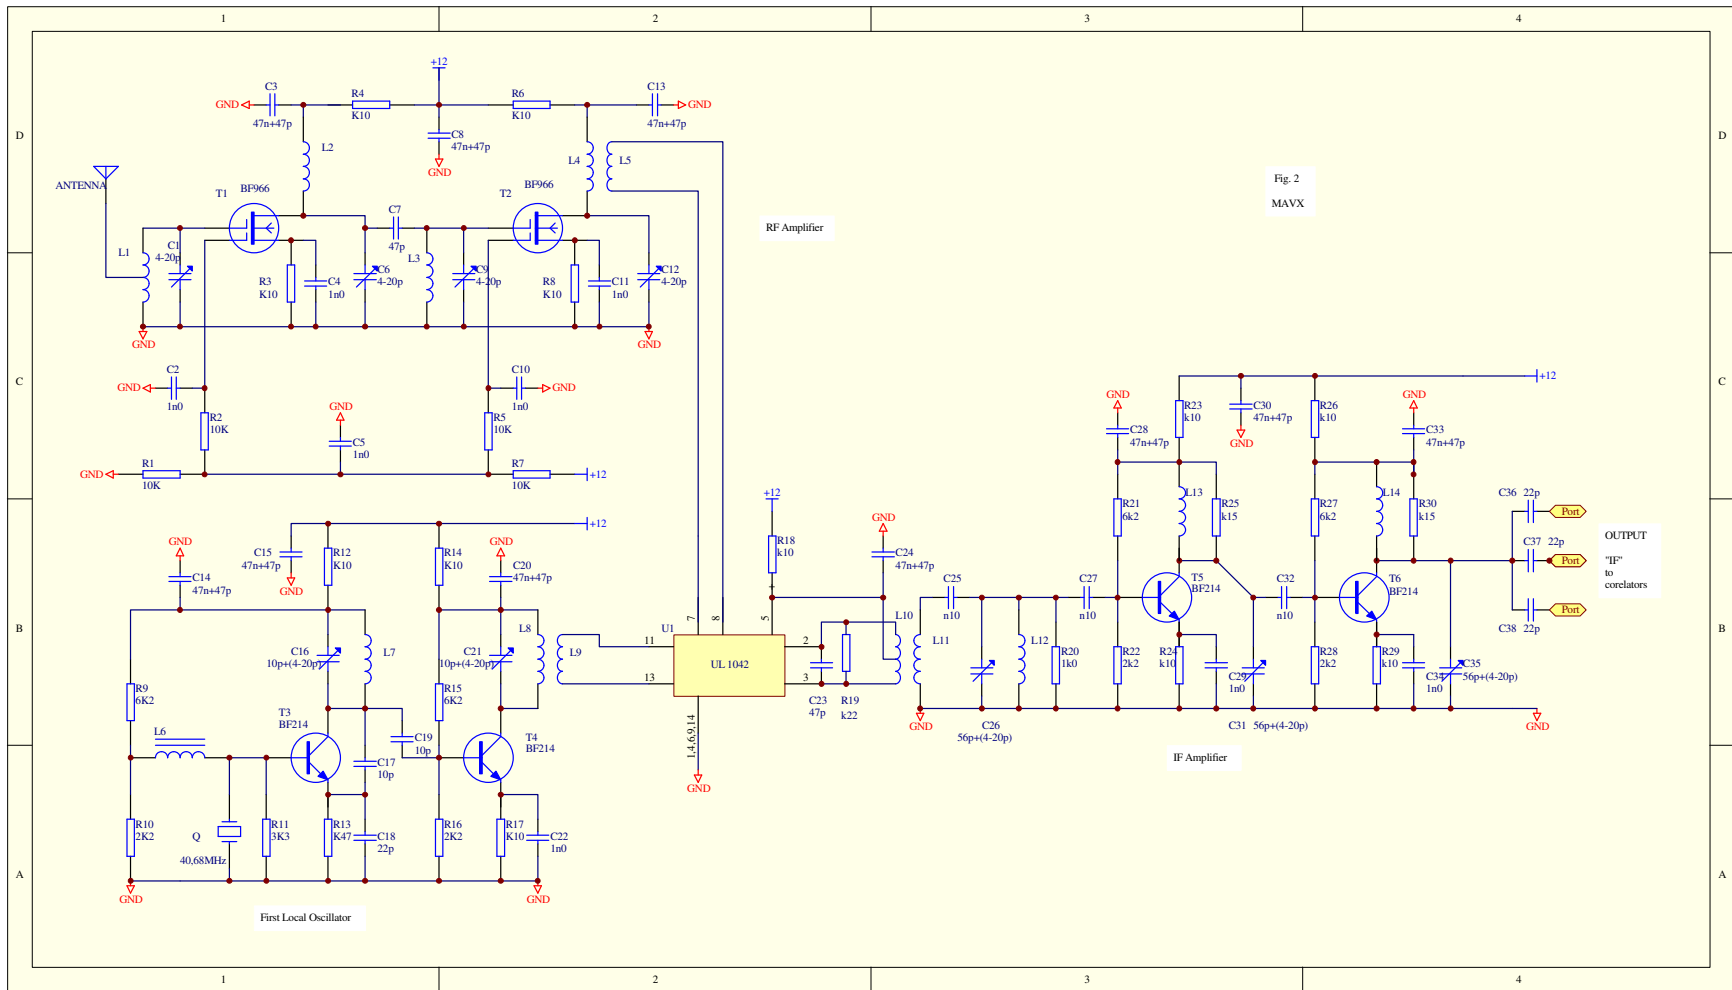 1 2 3 4
D D
C C
B B
A A
1 2 3 4
+12
C3
GND
47n+47p
R4
K10
R6
K10
C13
GND
47n+47p
C8
47n+47p
GND
L2
L4
L5
ANTENNA
T1
BF966
T2
BF966
C7
47p
L1
C1
4-20p
R3
K10
C4
1n0
C6
4-20p
L3
C9
4-20p
R8
K10
C11
1n0
C12
4-20p
GND
GND
RF Amplifier
Fig. 2
MAVX
C2
GND
1n0
C10
GND
1n0
R2
10K
GND
C5
1n0
R5
10K
GND
R1
10K
R7
10K
+12
+12
GND
C14
47n+47p
C15
47n+47p
GND
R12
K10
R14
K10
GND
C20
47n+47p
C16
10p+(4-20p)
L7
C21
10p+(4-20p)
L8
L9
R9
6K2
R15
6K2
L6
T3
BF214
C19
10p
T4
BF214
C17
10p
R10
2K2
Q
40,68MHz
R11
3K3
R13
K47
C18
22p
R16
2K2
R17
K10
C22
1n0
GND
GND
First Local Oscillator
+12
R18
k10
GND
C24
47n+47p
U1
7
8
5
11
13
UL 1042
2
3
1,4,6,9,14
GND
C23
47p
R19
k22
L10
L11
GND
C25
n10
C26
56p+(4-20p)
L12
R20
1k0
C27
n10
GND
C28
47n+47p
R21
6k2
R22
2k2
R23
k10
L13
R25
k15
T5
BF214
R24
k10
C29
1n0
C31 56p+(4-20p)
C30
47n+47p
GND
+12
R26
k10
GND
C33
47n+47p
R27
6k2
L14
R30
k15
C32
n10
T6
BF214
R28
2k2
R29
k10
C34
1n0
C35
56p+(4-20p)
GND
IF Amplifier
C36 22p
Port
C37 22p
Port
C38 22p
Port
OUTPUT
"IF"
to
corelators